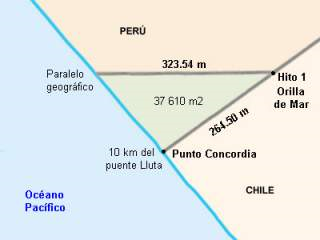 PERÚ
323.54 m
Paralelo
geográfico
Hito 1
Orilla
de Mar
37 610 m2
264.50 m
10 km del
puente Lluta
Punto Concordia
Océano
Pacífico
CHILE